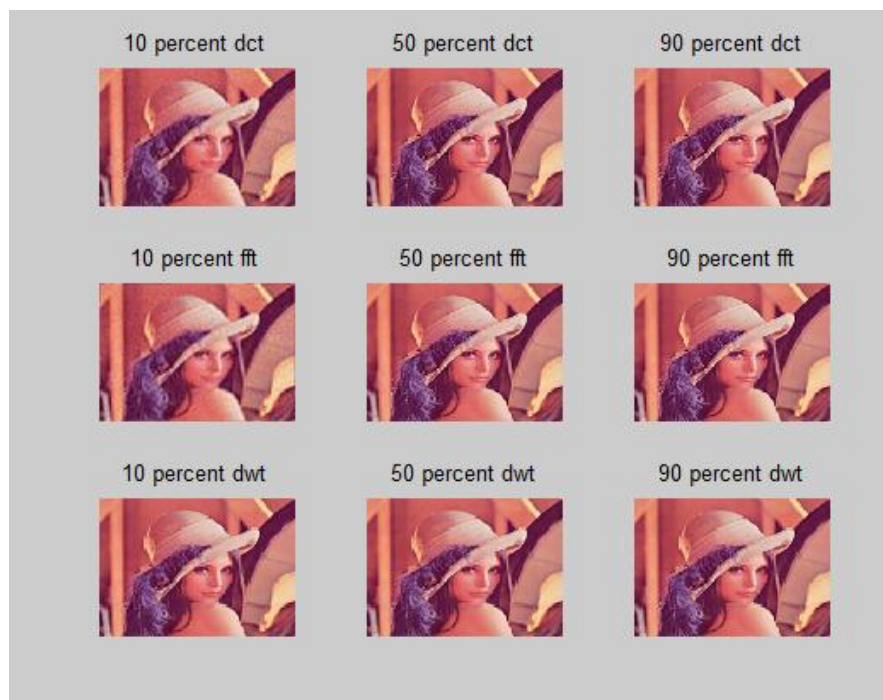 10 percent dct
50 percent dct
90 percent dct
10 percent fft
50 percent fft
90 percent fft
10 percent dwt
50 percent dwt
90 percent dwt